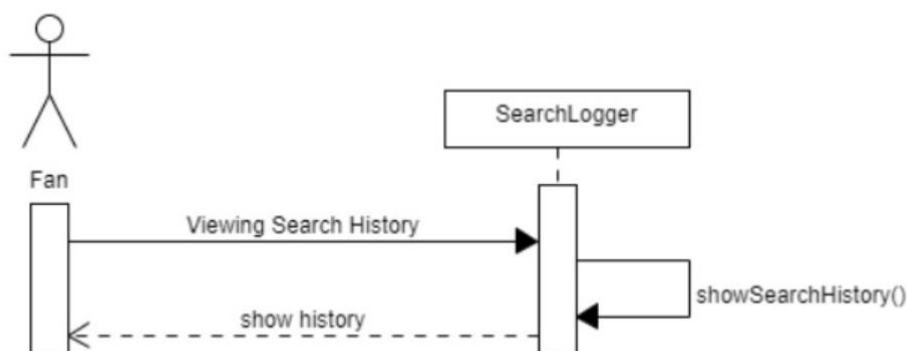 SearchLogger
Fan
Viewing Search History
showSearchHistory()
show history